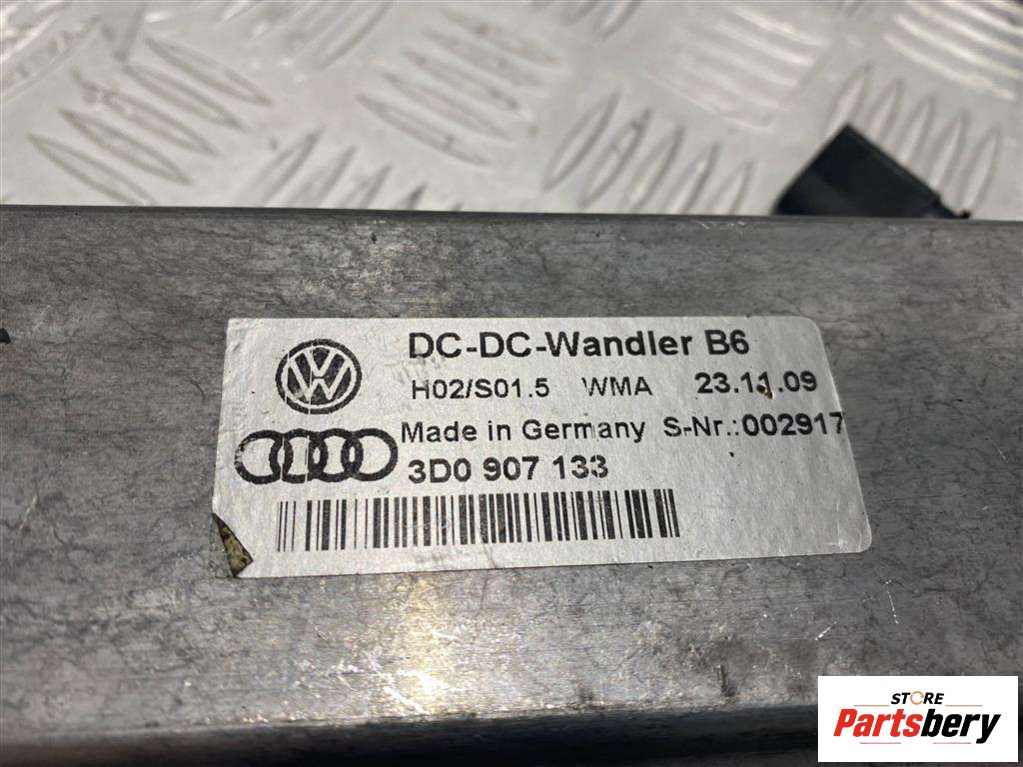 DC-DC-Wandler B6
H02/S01.5 WMA 23.11.09
Made in Germany S-Nr.:002917
3D0 907 133
STORE
Partsbery